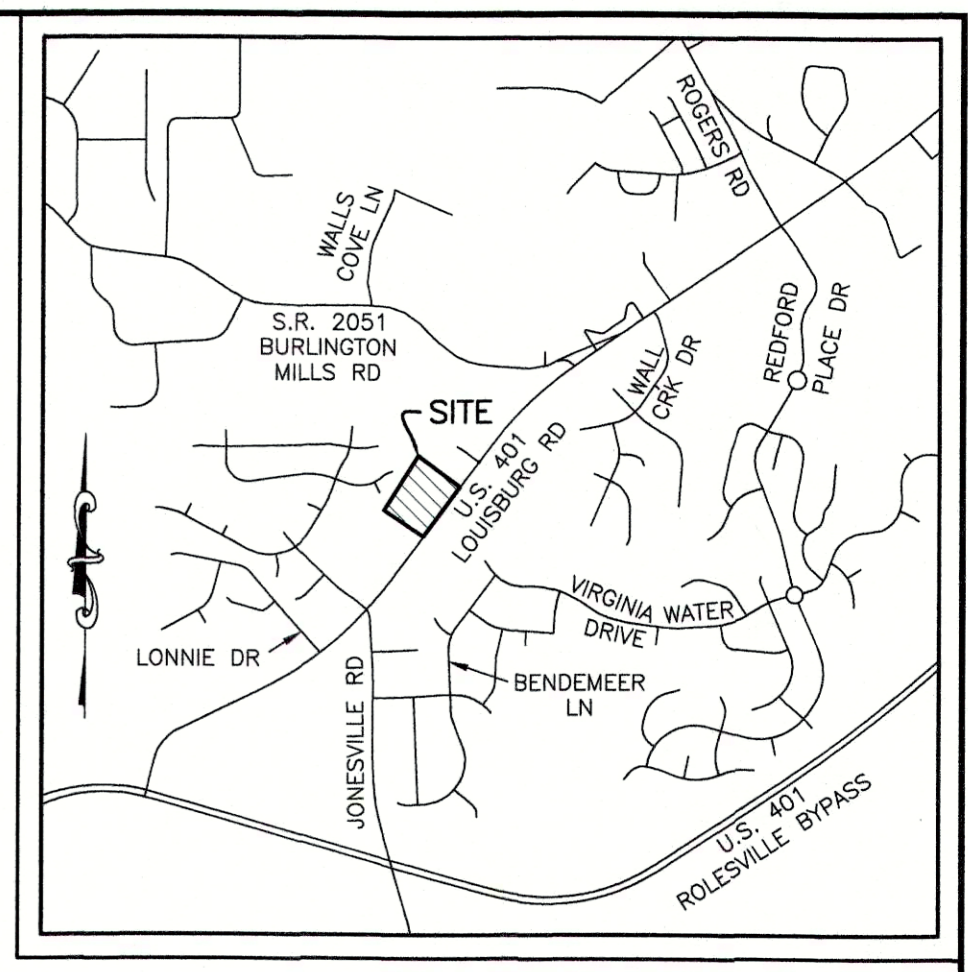 ROGERS RD
WALLS
COVE LN
S.R. 2051
BURLINGTON
MILLS RD
REDFORD
PLACE DR
WALL
CRK DR
SITE
U.S. 401
LOUISBURG RD
VIRGINIA WATER
DRIVE
LONNIE DR
BENDEMEER
LN
JONESVILLE RD
U.S. 401
ROLESVILLE BYPASS